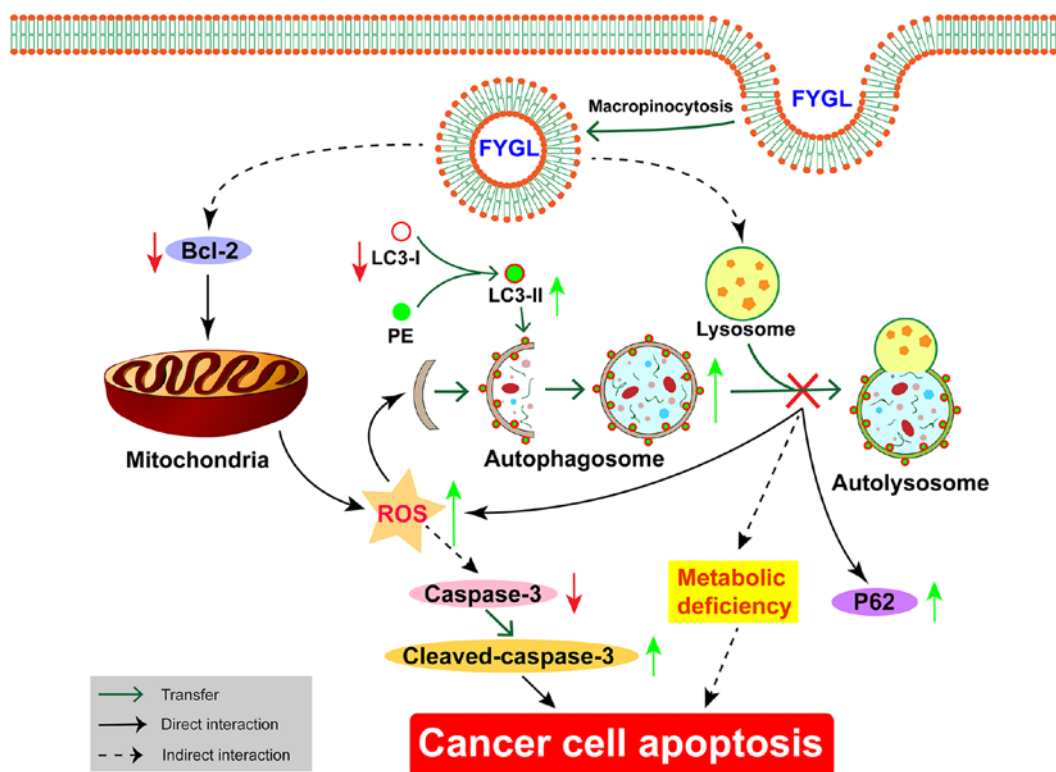 FYGL
Macropinocytosis
FYGL
Bcl-2
LC3-I
LC3-II
PE
Lysosome
Mitochondria
Autophagosome
Autolysosome
ROS
Caspase-3
Metabolic
deficiency
P62
Cleaved-caspase-3
Transfer
Direct interaction
Indirect interaction
Cancer cell apoptosis